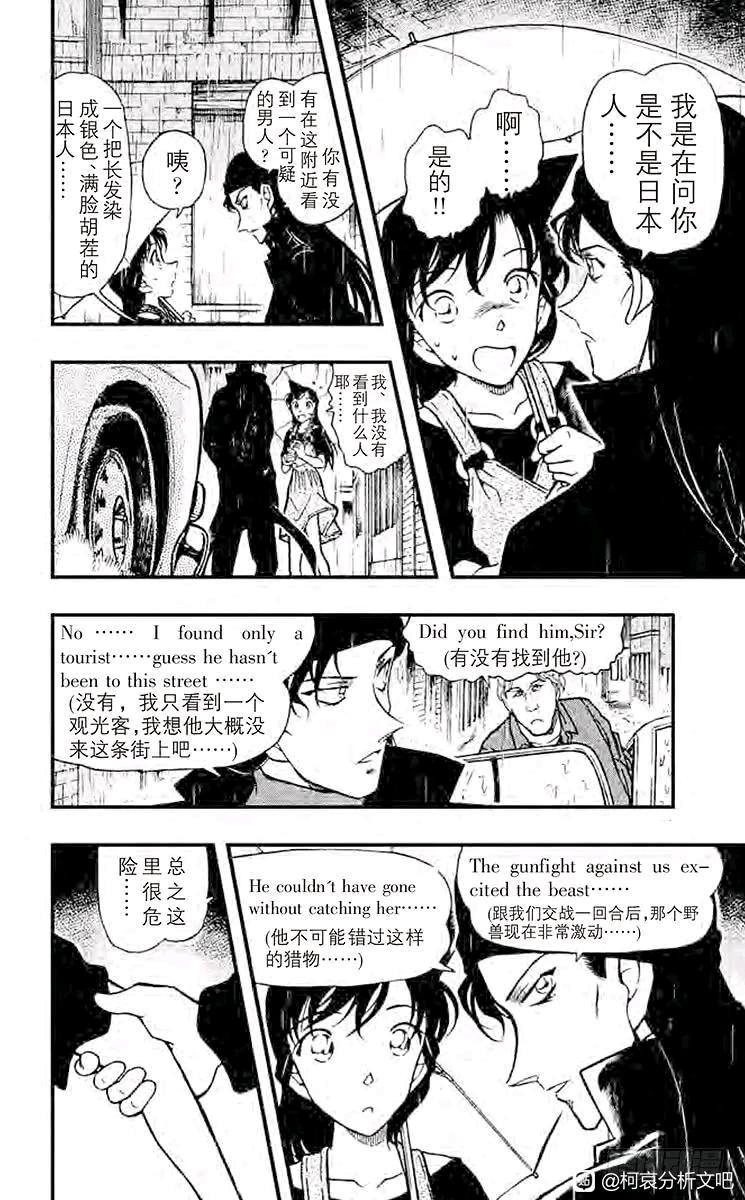 我是在问你
是不是日本
人……
啊……
是的!!
你有没
有在这附近看
到一个可疑
的男人？
咦？
一个把长发染
成银色、满脸胡茬的
日本人……
我、我没有
看到什么人
耶……
Did you find him,Sir?
(有没有找到他?)
No …… I found only a
tourist……guess he hasn't
been to this street ……
(没有，我只看到一个
观光客,我想他大概没
来这条街上吧……)
The gunfight against us ex-
cited the beast……
(跟我们交战一回合后,那个野
兽现在非常激动……)
He couldn't have gone
without catching her……
(他不可能错过这样
的猎物……)
总之这
里很危
险……
@柯哀分析文吧